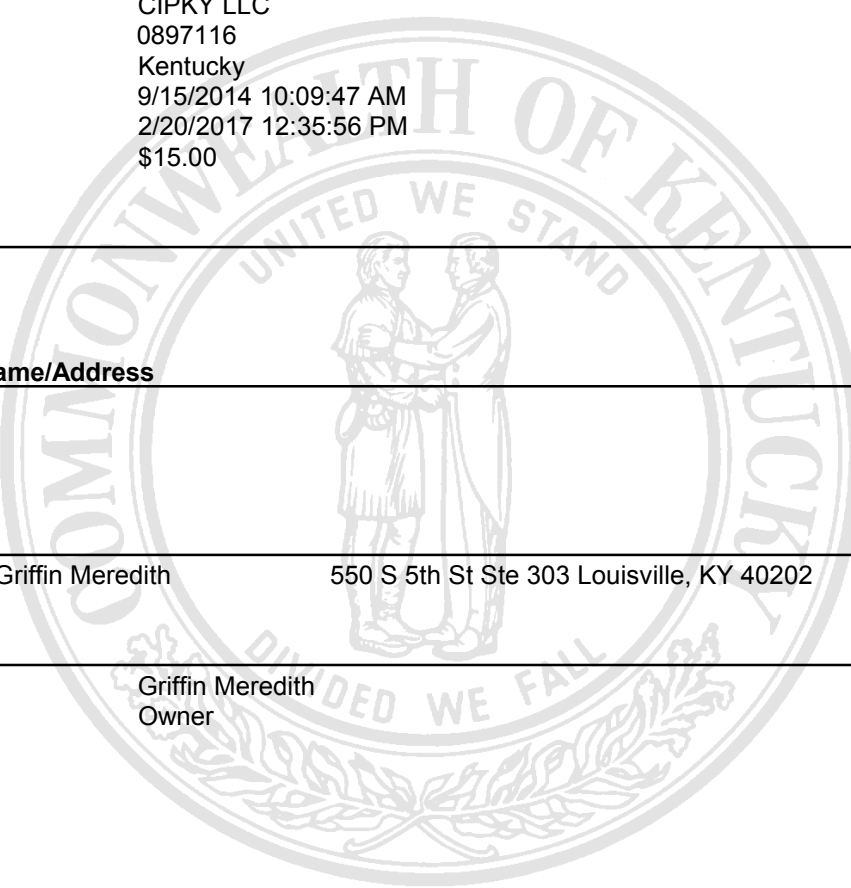 CIPKY LLC
0897116
Kentucky
9/15/2014 10:09:47 AM
2/20/2017 12:35:56 PM
$15.00
COMMONWEALTH OF KENTUCKY
UNITED WE STAND
ame/Address
Griffin Meredith 550 S 5th St Ste 303 Louisville, KY 40202
DIVIDED WE FALL
Griffin Meredith
Owner